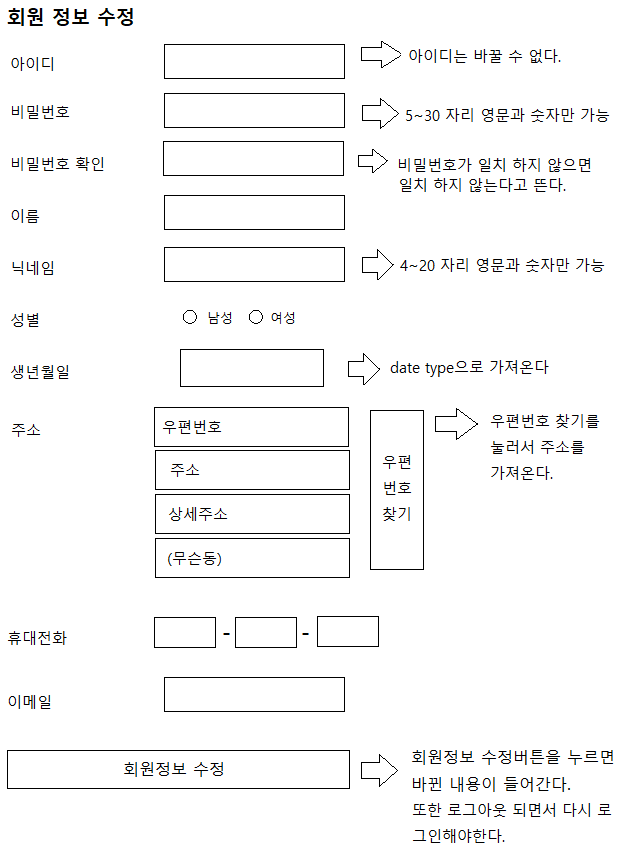 회원 정보 수정
아이디
아이디는 바꿀 수 없다.
비밀번호
5~30 자리 영문과 숫자만 가능
비밀번호 확인
비밀번호가 일치 하지 않으면
일치 하지 않는다고 뜬다.
이름
닉네임
4~20 자리 영문과 숫자만 가능
성별
남성
여성
생년월일
date type으로 가져온다
주소
우편번호
주소
상세주소
(무슨동)
우편
번호
찾기
우편번호 찾기를
눌러서 주소를
가져온다.
휴대전화
- -
이메일
회원정보 수정
회원정보 수정버튼을 누르면
바뀐 내용이 들어간다.
또한 로그아웃 되면서 다시 로
그인해야한다.